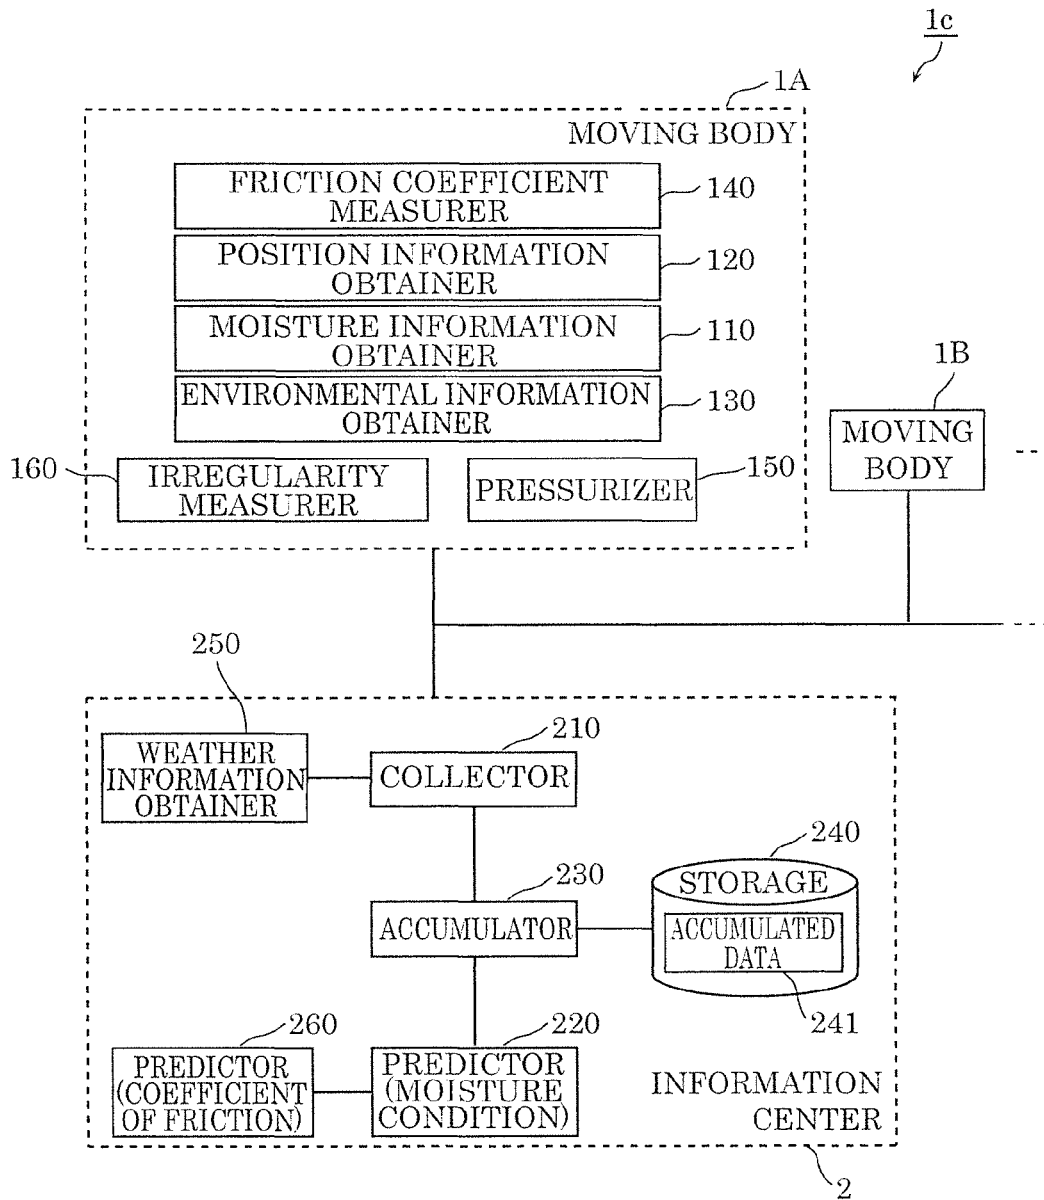 1c
1A
MOVING BODY
FRICTION COEFFICIENT
MEASURER
140
POSITION INFORMATION
OBTAINER
120
MOISTURE INFORMATION
OBTAINER
110
ENVIRONMENTAL INFORMATION
OBTAINER
130
160
IRREGULARITY
MEASURER
PRESSURIZER
150
1B
MOVING
BODY
250
WEATHER
INFORMATION
OBTAINER
210
COLLECTOR
230
ACCUMULATOR
240
STORAGE
ACCUMULATED
DATA
241
260
PREDICTOR
(COEFFICIENT
OF FRICTION)
220
PREDICTOR
(MOISTURE
CONDITION)
INFORMATION
CENTER
2